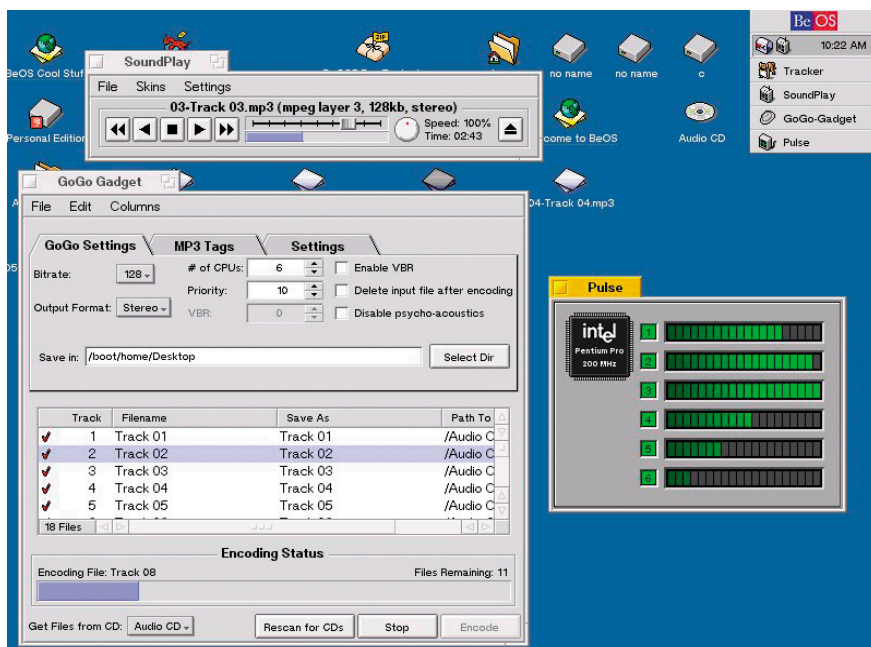 Be OS
10:22 AM
Tracker
SoundPlay
GoGo-Gadget
Pulse
BeOS Cool Stuf
no name
no name
c
Personal Edition
come to BeOS
Audio CD
04-Track 04.mp3
05
SoundPlay
File Skins Settings
03-Track 03.mp3 (mpeg layer 3, 128kb, stereo)
Speed: 100%
Time: 02:43
ZIP
GoGo Gadget
File Edit Columns
GoGo Settings MP3 Tags Settings
Bitrate: 128 # of CPUs: 6 Enable VBR
Priority: 10 Delete input file after encoding
Output Format: Stereo VBR: 0 Disable psycho-acoustics
Save in: /boot/home/Desktop Select Dir
Track Filename Save As Path To
1 Track 01 Track 01 /Audio C
2 Track 02 Track 02 /Audio C
3 Track 03 Track 03 /Audio C
4 Track 04 Track 04 /Audio C
5 Track 05 Track 05 /Audio C
18 Files
Encoding Status
Encoding File: Track 08 Files Remaining: 11
Get Files from CD: Audio CD Rescan for CDs Stop Encode
Pulse
intel
Pentium Pro
200 MHz
1
2
3
4
5
6